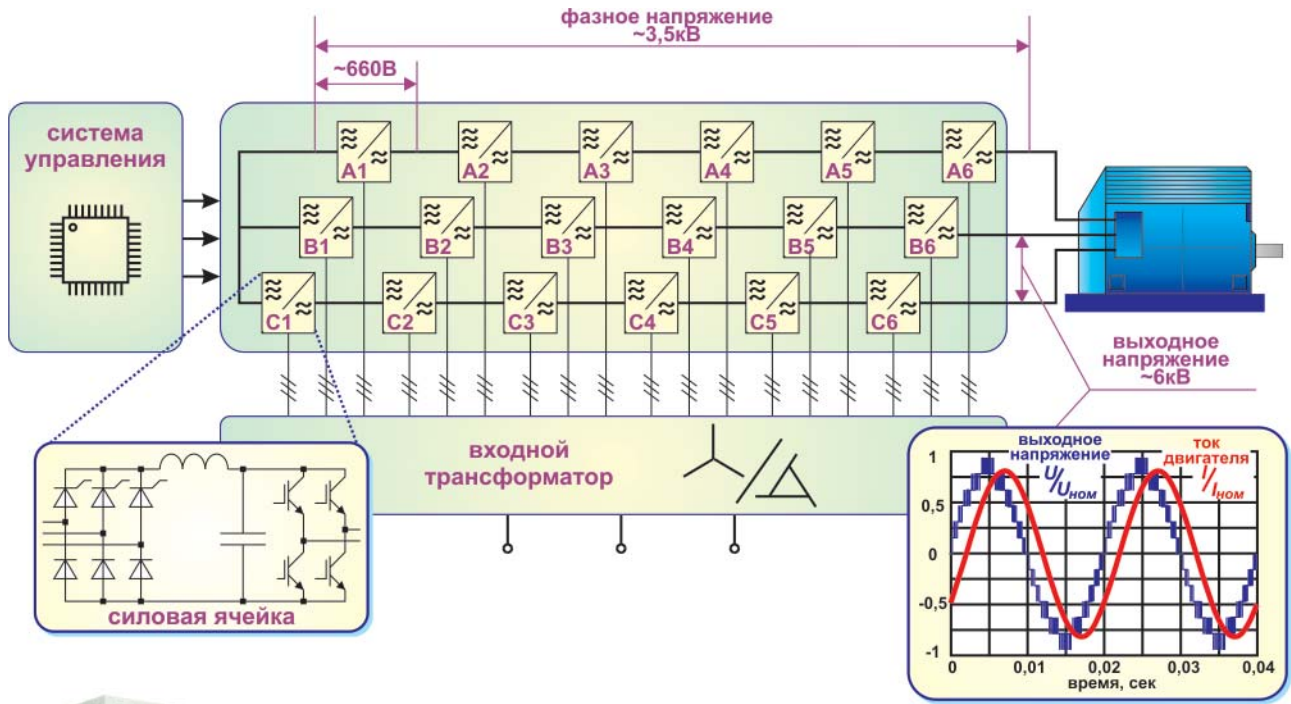 фазное напряжение
~3,5кВ
~660В
система
управления
A1
A2
A3
A4
A5
A6
B1
B2
B3
B4
B5
B6
C1
C2
C3
C4
C5
C6
выходное
напряжение
~6кВ
входной
трансформатор
силовая ячейка
выходное
напряжение
U/Uном
ток
двигателя
I/Iном
1
0,5
0
-0,5
-1
0
0,01
0,02
0,03
0,04
время, сек